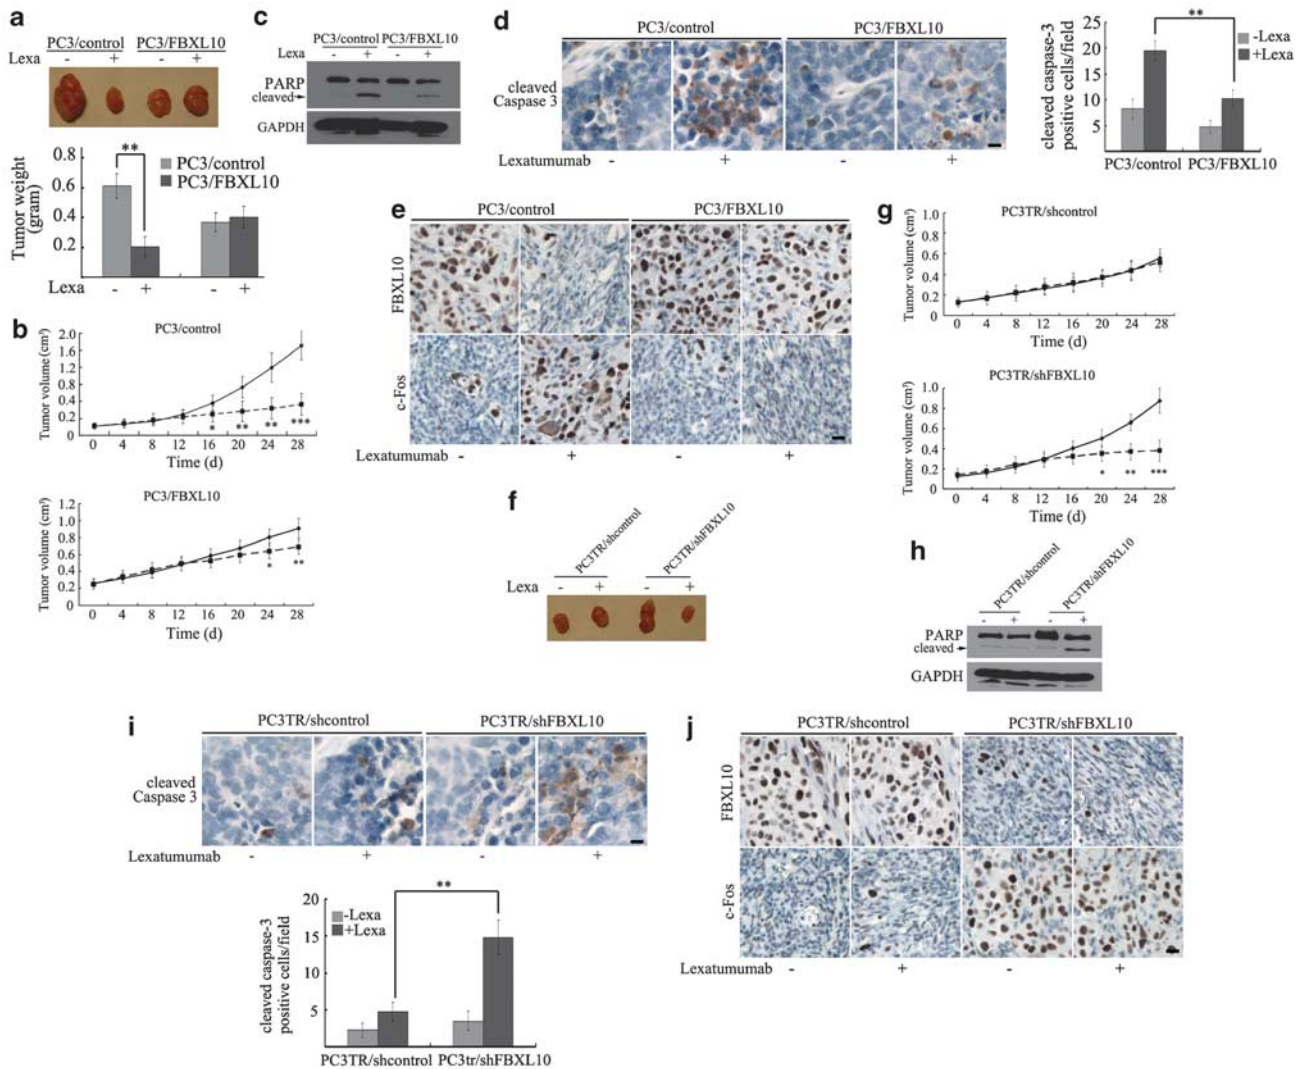 a
PC3/control PC3/FBXL10
Lexa - + - +
0.8
0.6
0.4
0.2
Tumor weight
(gram)
**
PC3/control
PC3/FBXL10
Lexa - + - +
b
PC3/control
Tumor volume (cm³)
2.0
1.6
1.2
0.8
0.4
0.2
0
* ** ** ***
0 4 8 12 16 20 24 28
Time (d)
PC3/FBXL10
Tumor volume (cm³)
1.2
1.0
0.8
0.6
0.4
0.2
0
* **
0 4 8 12 16 20 24 28
Time (d)
c
PC3/control PC3/FBXL10
Lexa - + - +
PARP
cleaved
GAPDH
d
PC3/control PC3/FBXL10
cleaved
Caspase 3
Lexatumumab - + - +
cleaved caspase-3
positive cells/field
25
20
15
10
5
**
-Lexa
+Lexa
PC3/control PC3/FBXL10
e
PC3/control PC3/FBXL10
FBXL10
c-Fos
Lexatumumab - + - +
f
PC3TR/shcontrol
PC3TR/shFBXL10
Lexa - + - +
g
PC3TR/shcontrol
Tumor volume (cm³)
1.0
0.8
0.6
0.4
0.2
0
0 4 8 12 16 20 24 28
Time (d)
PC3TR/shFBXL10
Tumor volume (cm³)
1.0
0.8
0.6
0.4
0.2
0
* ** ***
0 4 8 12 16 20 24 28
Time (d)
h
PC3TR/shcontrol
PC3TR/shFBXL10
- + - +
PARP
cleaved
GAPDH
i
PC3TR/shcontrol PC3TR/shFBXL10
cleaved
Caspase 3
Lexatumumab - + - +
cleaved caspase-3
positive cells/field
20
15
10
5
**
-Lexa
+Lexa
PC3TR/shcontrol PC3tr/shFBXL10
j
PC3TR/shcontrol PC3TR/shFBXL10
FBXL10
c-Fos
Lexatumumab - + - +